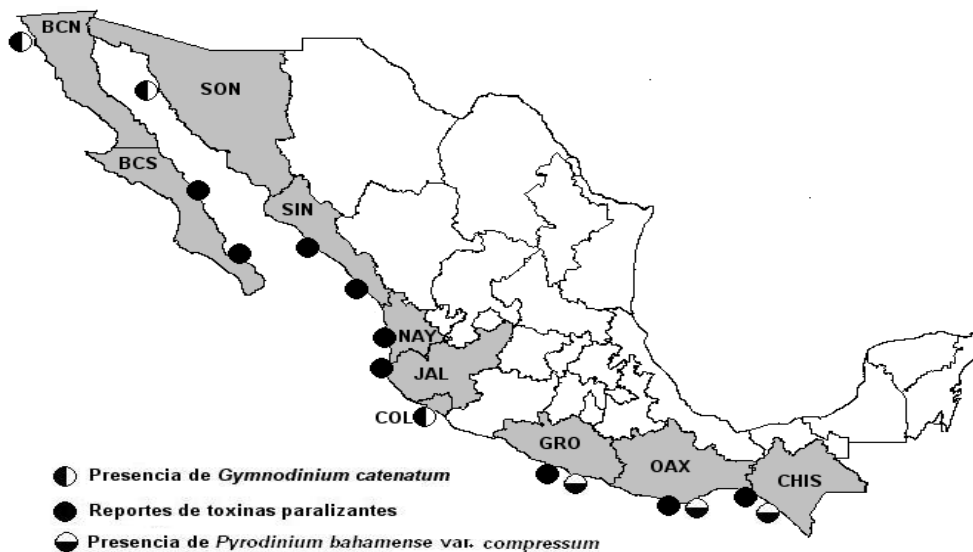 BCN
SON
BCS
SIN
NAY
JAL
COL
GRO
OAX
CHIS
Presencia de Gymnodinium catenatum
Reportes de toxinas paralizantes
Presencia de Pyrodinium bahamense var. compressum